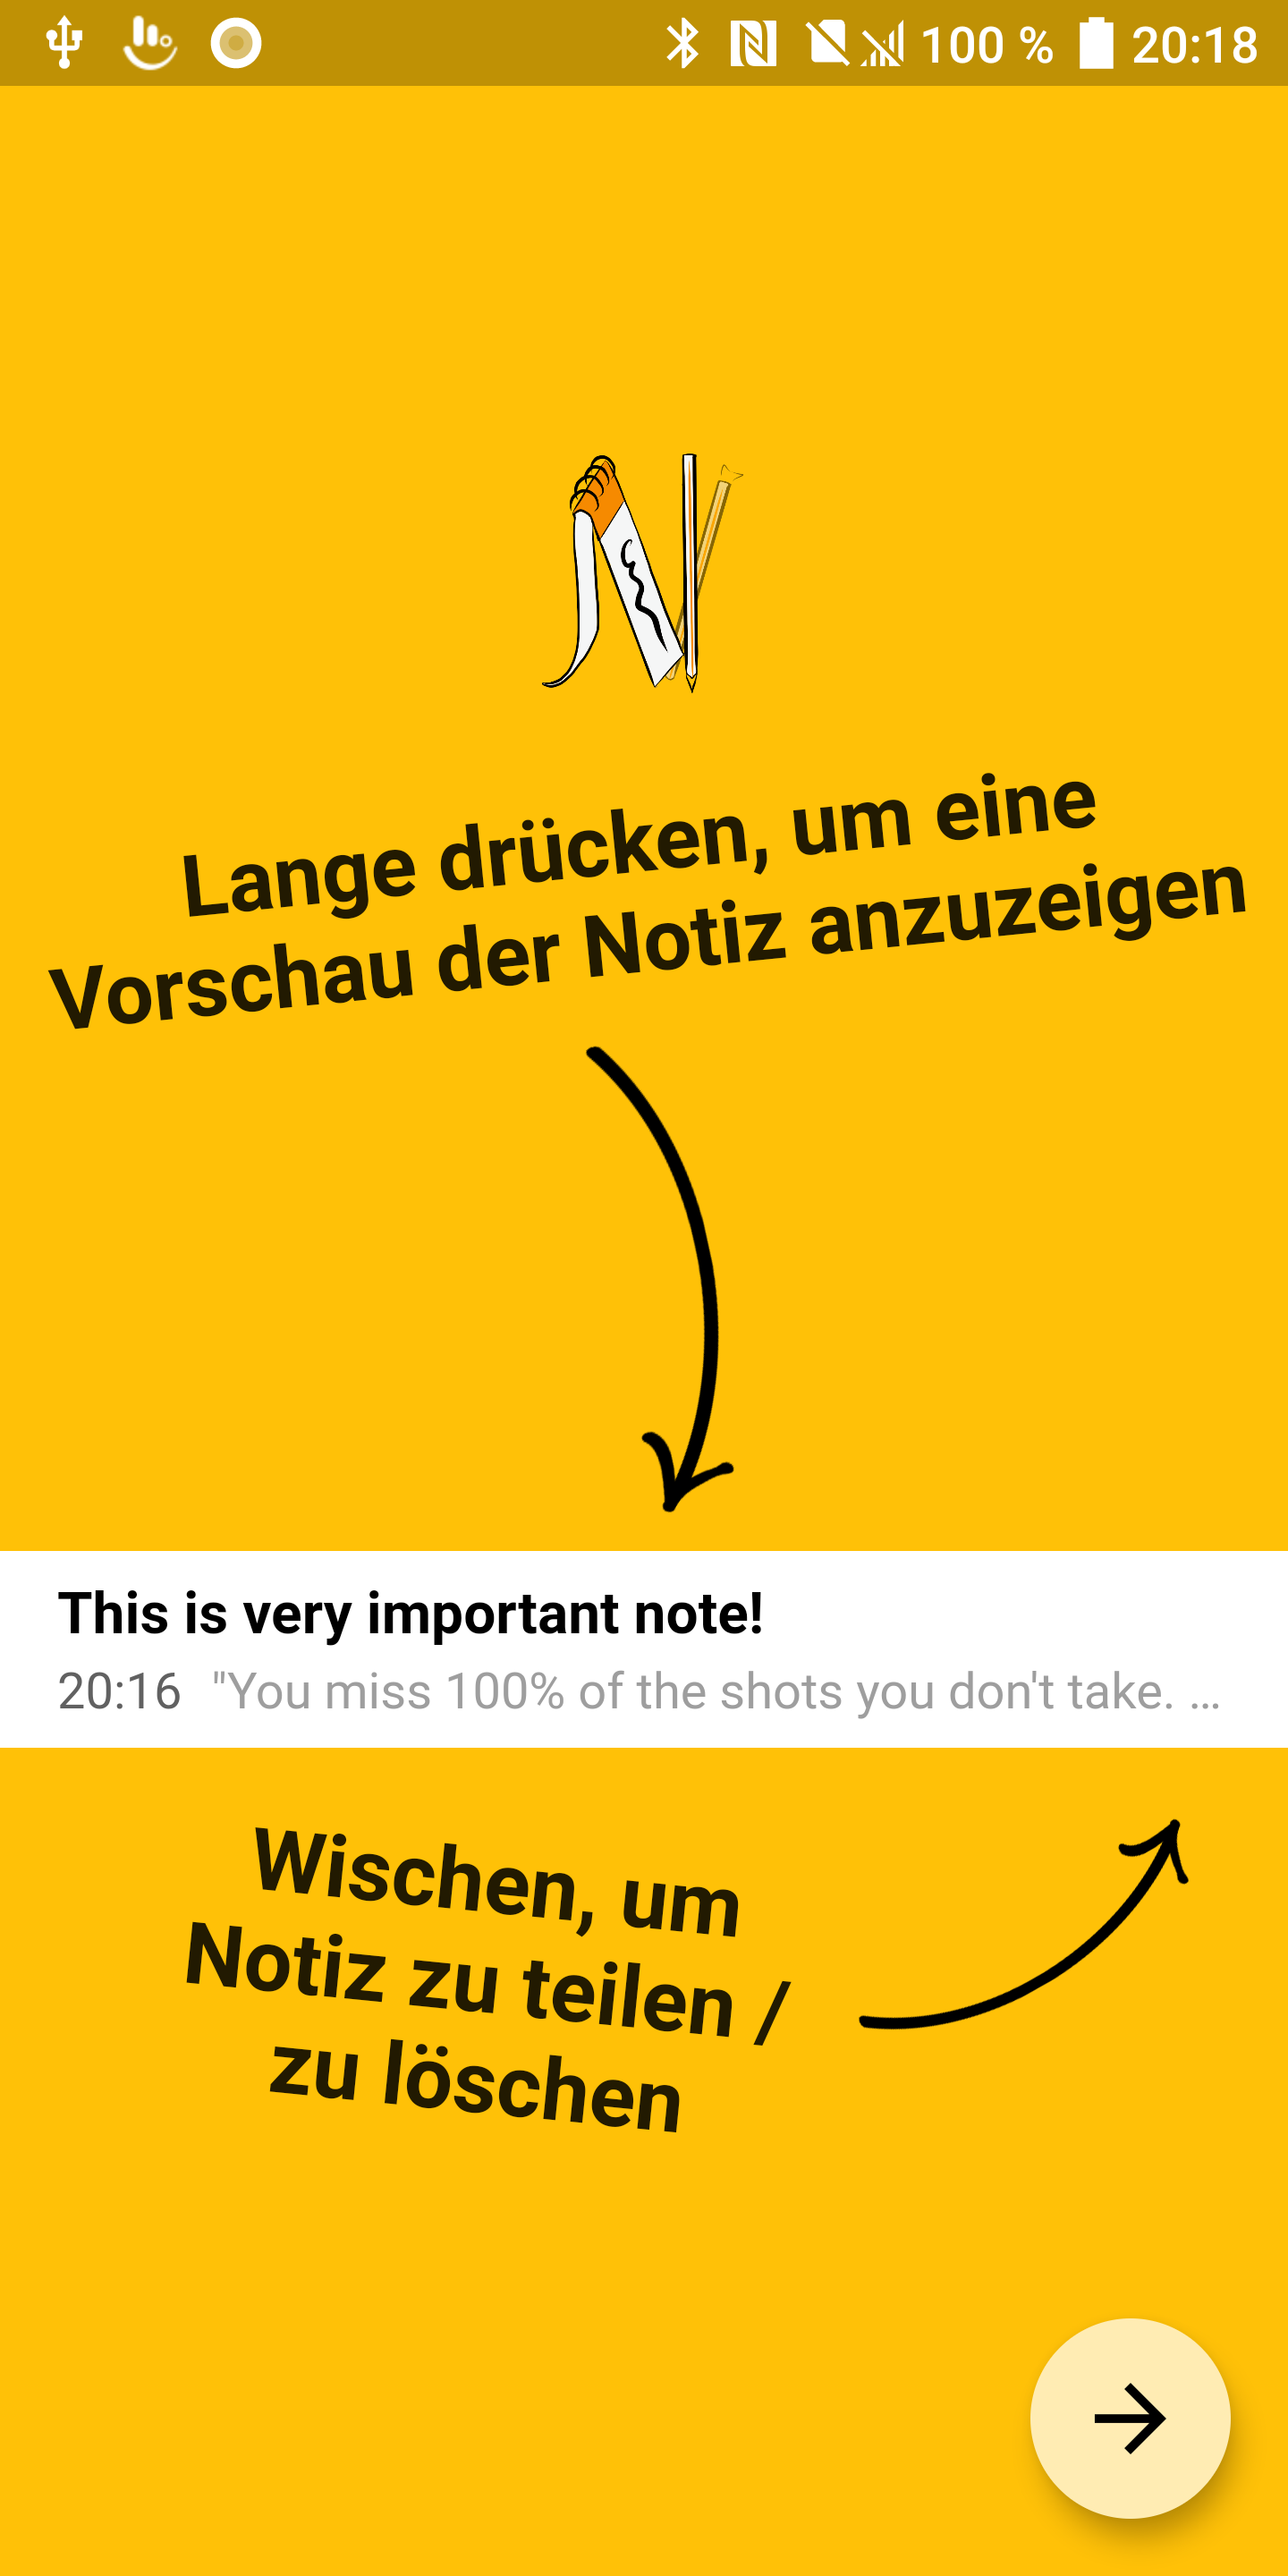 100 % 20:18
Lange drücken, um eine
Vorschau der Notiz anzuzeigen
This is very important note!
20:16 "You miss 100% of the shots you don't take. ...
Wischen, um
Notiz zu teilen /
zu löschen